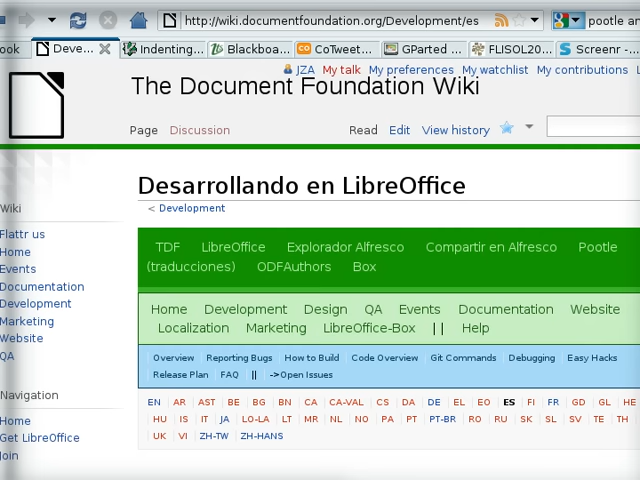 http://wiki.documentfoundation.org/Development/es
pootle an
ook Deve... Indenting... Blackboa... CoTweet... GParted ... FLISOL20... Screenr -...
JZA My talk My preferences My watchlist My contributions
The Document Foundation Wiki
Page Discussion Read Edit View history
Desarrollando en LibreOffice
< Development
Wiki
Flattr us
Home
Events
Documentation
Development
Marketing
Website
QA
Navigation
Home
Get LibreOffice
Join
TDF LibreOffice Explorador Alfresco Compartir en Alfresco Pootle
(traducciones) ODFAuthors Box
Home Development Design QA Events Documentation Website
Localization Marketing LibreOffice-Box || Help
Overview Reporting Bugs How to Build Code Overview Git Commands Debugging Easy Hacks
Release Plan FAQ || ->Open Issues
EN AR AST BE BG BN CA CA-VAL CS DA DE EL EO ES FI FR GD GL HE
HU IS IT JA LO-LA LT MR NL NO PA PT PT-BR RO RU SK SL SV TE TH
UK VI ZH-TW ZH-HANS